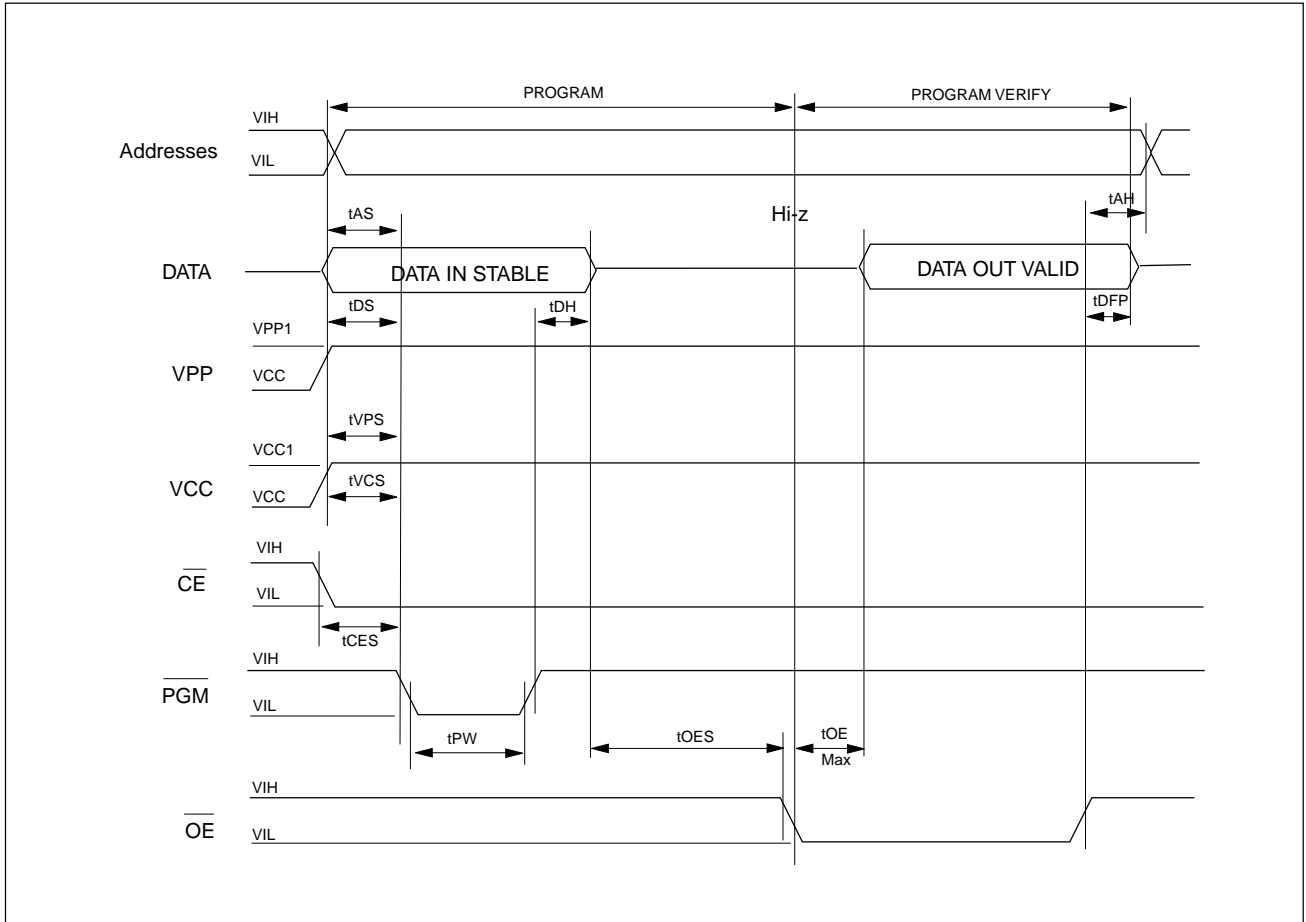 PROGRAM
PROGRAM VERIFY
VIH
Addresses
VIL
tAS
Hi-z
tAH
DATA
DATA IN STABLE
DATA OUT VALID
tDS
tDH
tDFP
VPP1
VPP
VCC
tVPS
VCC1
VCC
tVCS
VCC
VIH
CE
VIL
tCES
VIH
PGM
VIL
tPW
tOES
tOE
Max
VIH
OE
VIL